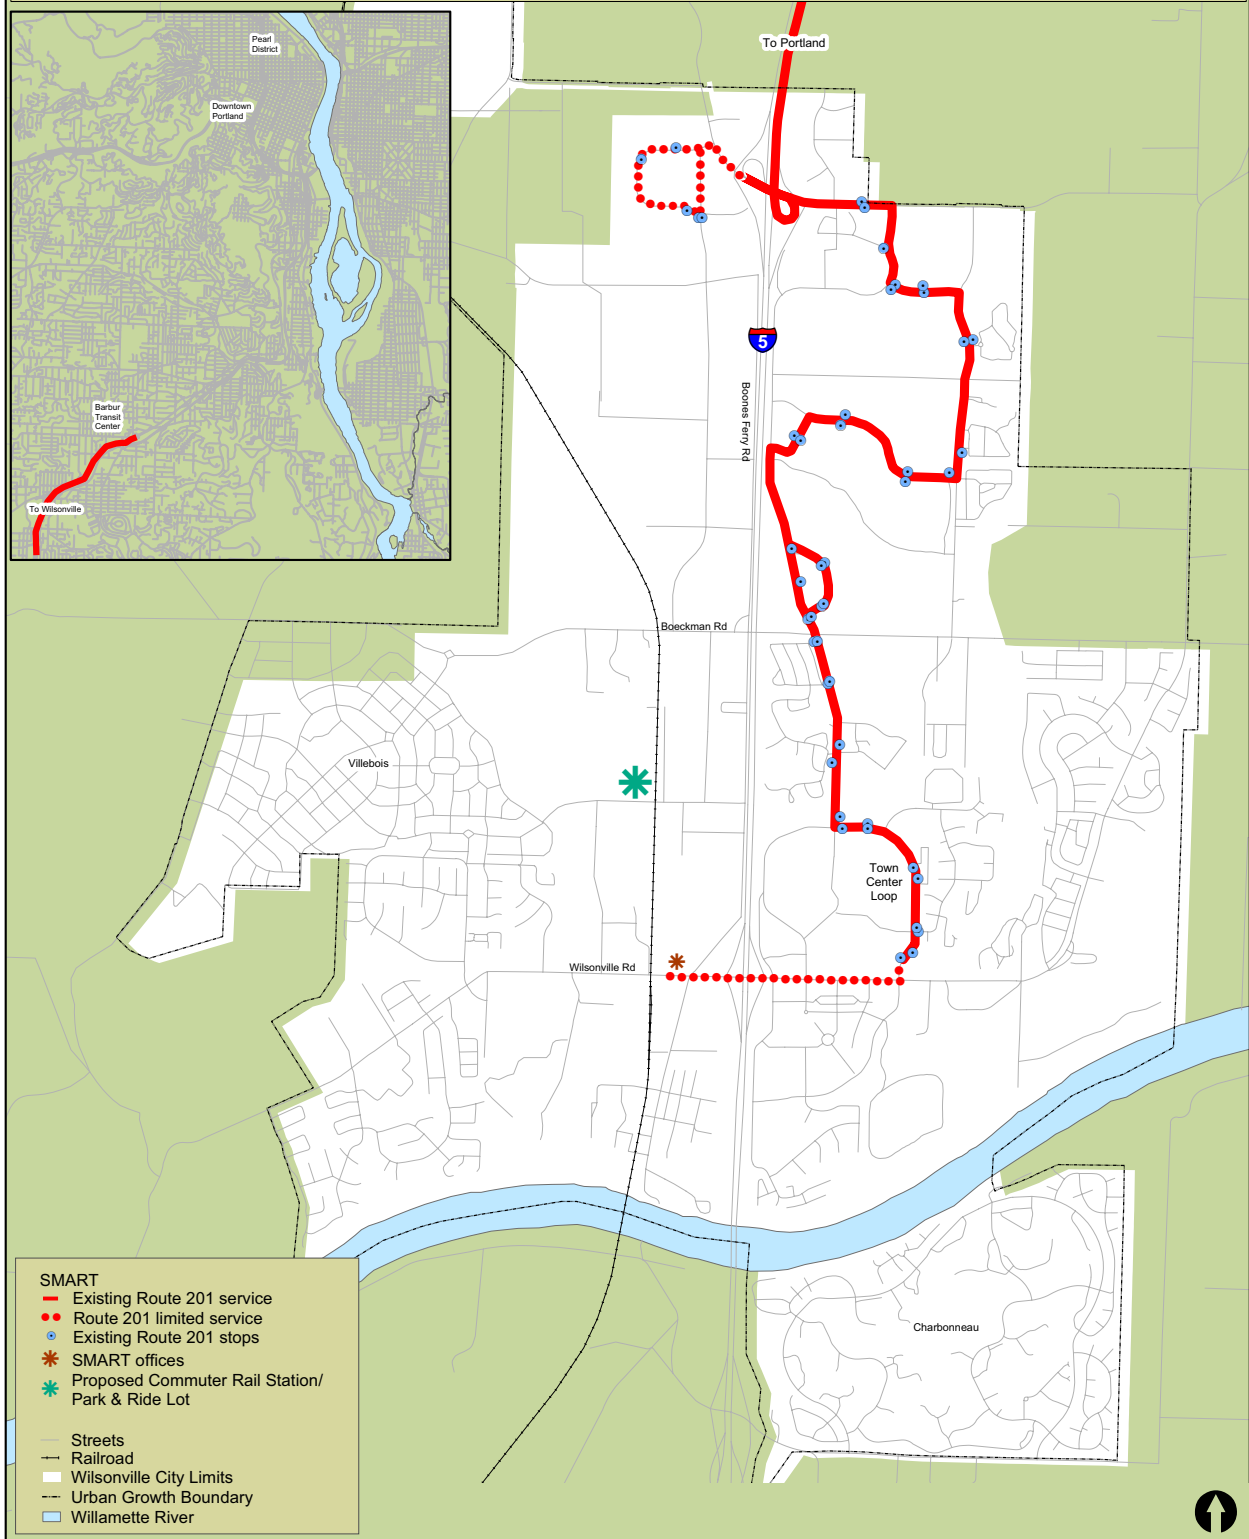 Pearl
District
Downtown
Portland
Barbur
Transit
Center
To Wilsonville
To Portland
5
Boones Ferry Rd
Boeckman Rd
Villebois
Town
Center
Loop
Wilsonville Rd
Charbonneau
SMART
Existing Route 201 service
Route 201 limited service
Existing Route 201 stops
SMART offices
Proposed Commuter Rail Station/
Park & Ride Lot
Streets
Railroad
Wilsonville City Limits
Urban Growth Boundary
Willamette River